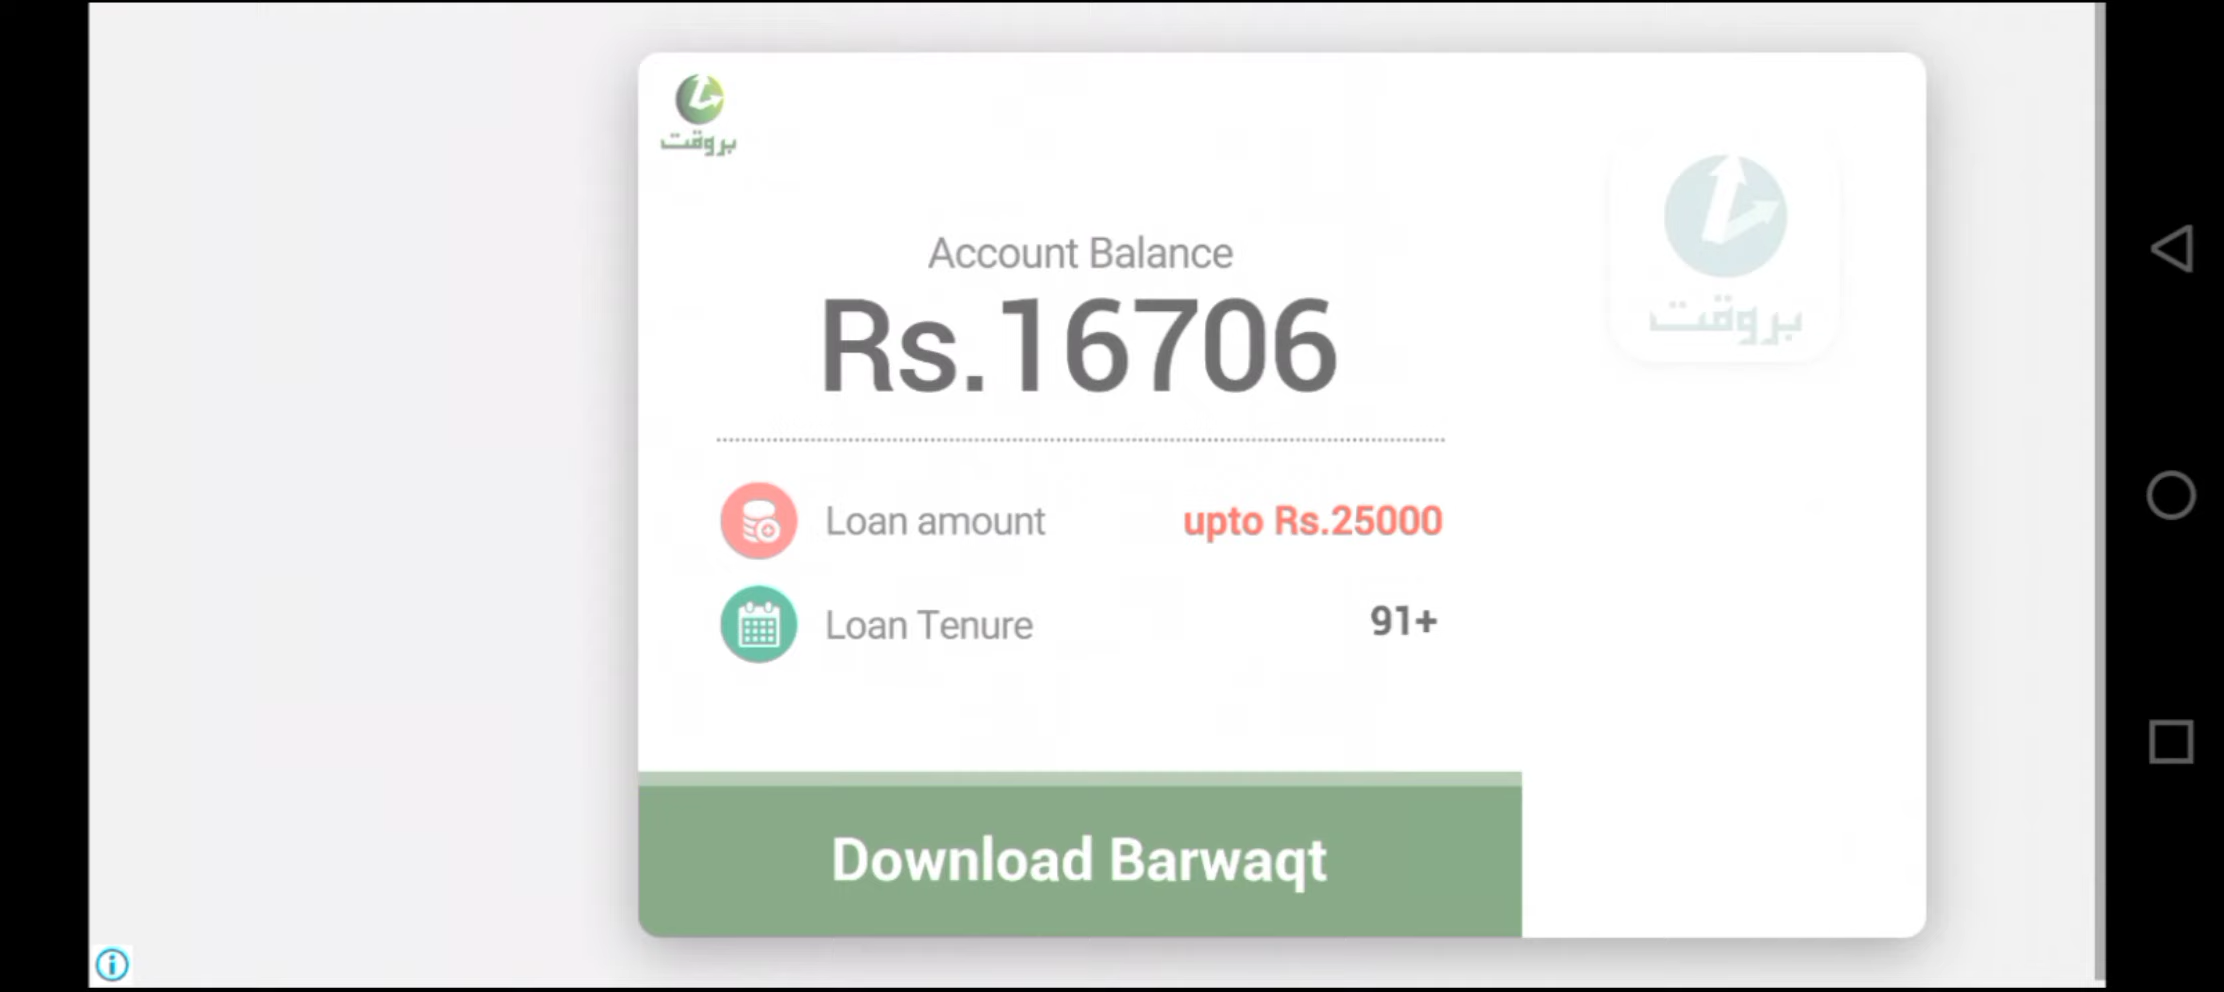 بروقت
Account Balance
Rs.16706
Loan amount upto Rs.25000
Loan Tenure 91+
Download Barwaqt
بروقت